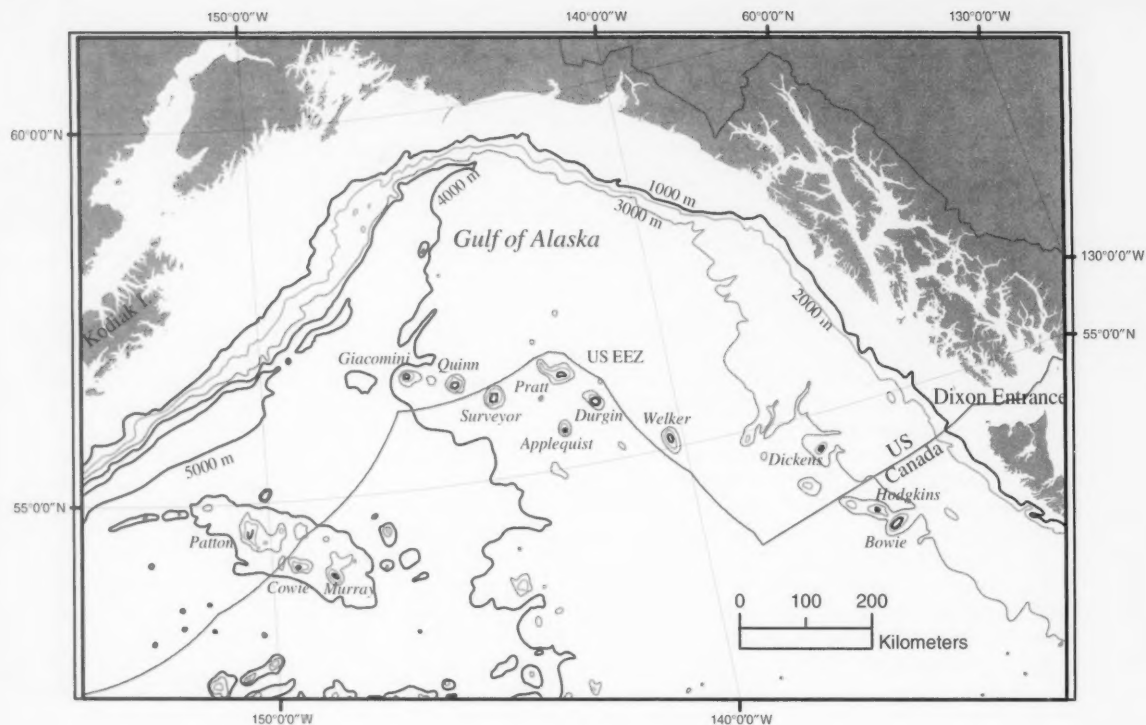 150°0'0"W
140°0'0"W
60°0'0"W
130°0'0"W
60°0'0"N
4000 m
1000 m
3000 m
Gulf of Alaska
130°0'0"W
2000 m
Kodiak I.
55°0'0"N
Giacomini
Quinn
US EEZ
Pratt
Surveyor
Durgin
Applequist
Welker
Dixon Entrance
Dickens
US
Canada
5000 m
Hodgkins
55°0'0"N
Patton
Bowie
Cowie
Murray
0 100 200
Kilometers
150°0'0"W
140°0'0"W